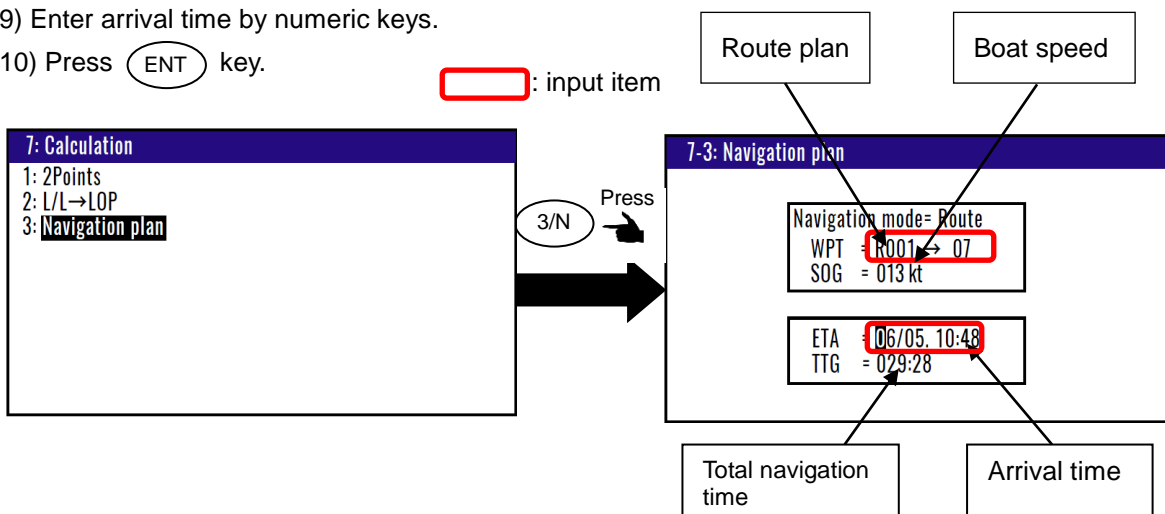 9) Enter arrival time by numeric keys.
10) Press ENT key.
: input item
Route plan
Boat speed
7: Calculation
1: 2Points
2: L/L→LOP
3: Navigation plan
3/N
Press
7-3: Navigation plan
Navigation mode= Route
WPT = R001 → 07
SOG = 013 kt
ETA = 06/05. 10:48
TTG = 029:28
Total navigation
time
Arrival time